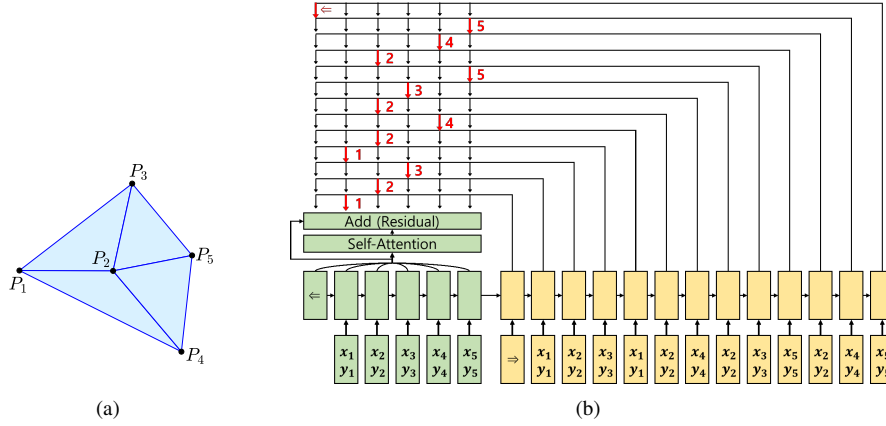 ⇐
5
4
2
5
3
2
4
2
1
3
2
1
Add (Residual)
Self-Attention
⇐
x₁ x₂ x₃ x₄ x₅ ⇒ x₁ x₂ x₃ x₁ x₂ x₄ x₂ x₃ x₅ x₂ x₄ x₅
y₁ y₂ y₃ y₄ y₅ y₁ y₂ y₃ y₁ y₂ y₄ y₂ y₃ y₅ y₂ y₄ y₅
P₃
P₂ P₅
P₁
P₄
(a) (b)